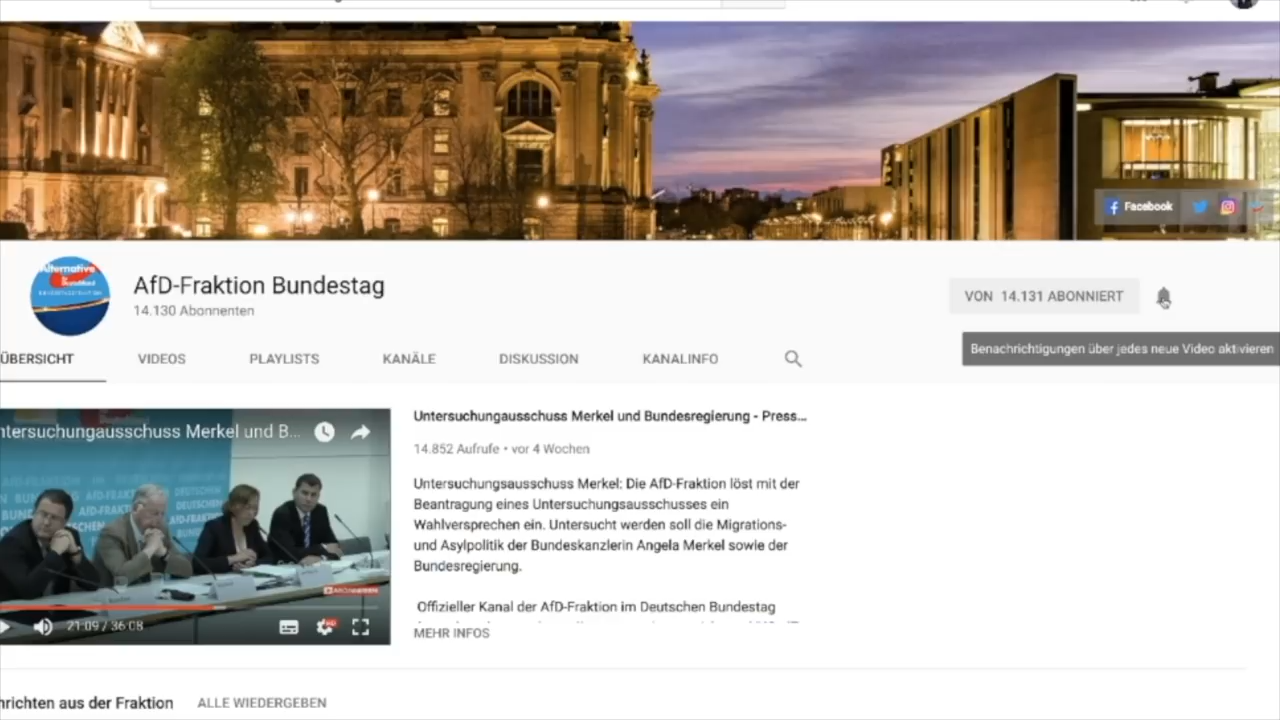 Facebook
Alternative
AfD-Fraktion Bundestag
14.130 Abonnenten
VON 14.131 ABONNIERT
ÜBERSICHT
VIDEOS
PLAYLISTS
KANÄLE
DISKUSSION
KANALINFO
Benachrichtigungen über jedes neue Video aktivieren
ntersuchungausschuss Merkel und B...
21:09 / 36:08
Untersuchungausschuss Merkel und Bundesregierung - Press...
14.852 Aufrufe • vor 4 Wochen
Untersuchungsausschuss Merkel: Die AfD-Fraktion löst mit der
Beantragung eines Untersuchungsausschusses ein
Wahlversprechen ein. Untersucht werden soll die Migrations-
und Asylpolitik der Bundeskanzlerin Angela Merkel sowie der
Bundesregierung.
Offizieller Kanal der AfD-Fraktion im Deutschen Bundestag
MEHR INFOS
hrichten aus der Fraktion
ALLE WIEDERGEBEN